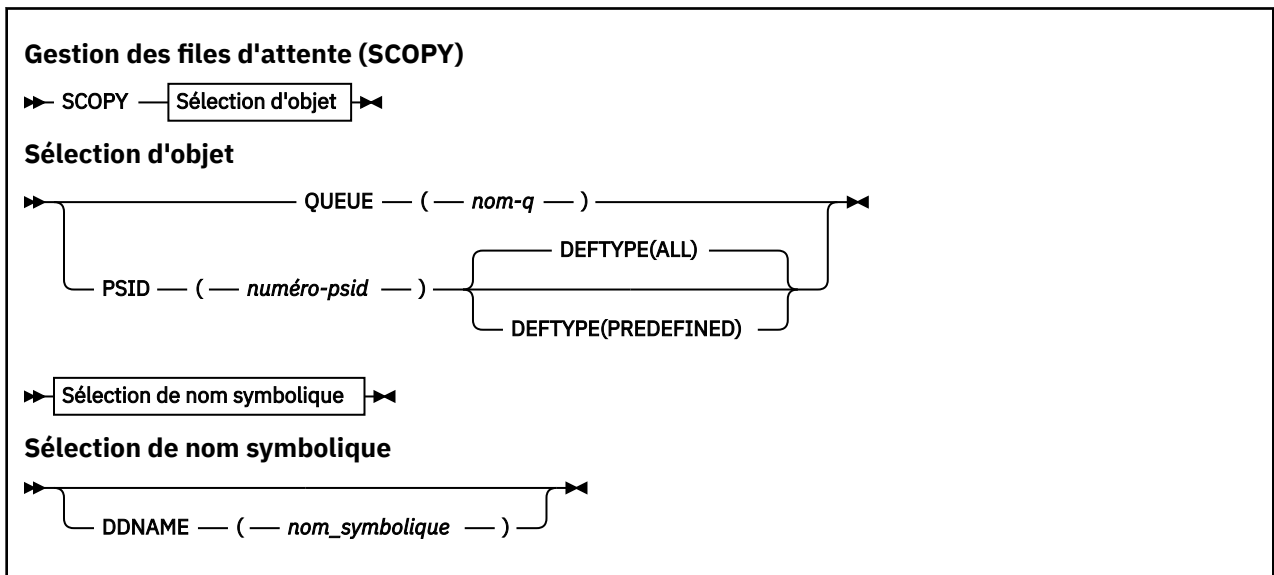 Gestion des files d'attente (SCOPY)
SCOPY Sélection d'objet
Sélection d'objet
QUEUE ( nom-q )
DEFTYPE(ALL)
PSID ( numéro-psid )
DEFTYPE(PREDEFINED)
Sélection de nom symbolique
Sélection de nom symbolique
DDNAME ( nom_symbolique )